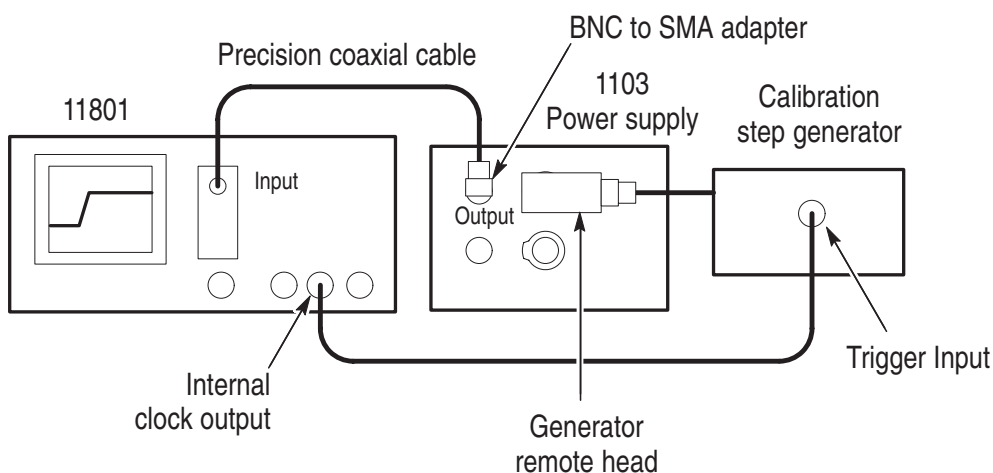 BNC to SMA adapter
Precision coaxial cable
11801
1103
Power supply
Calibration
step generator
Input
Output
Internal
clock output
Generator
remote head
Trigger Input